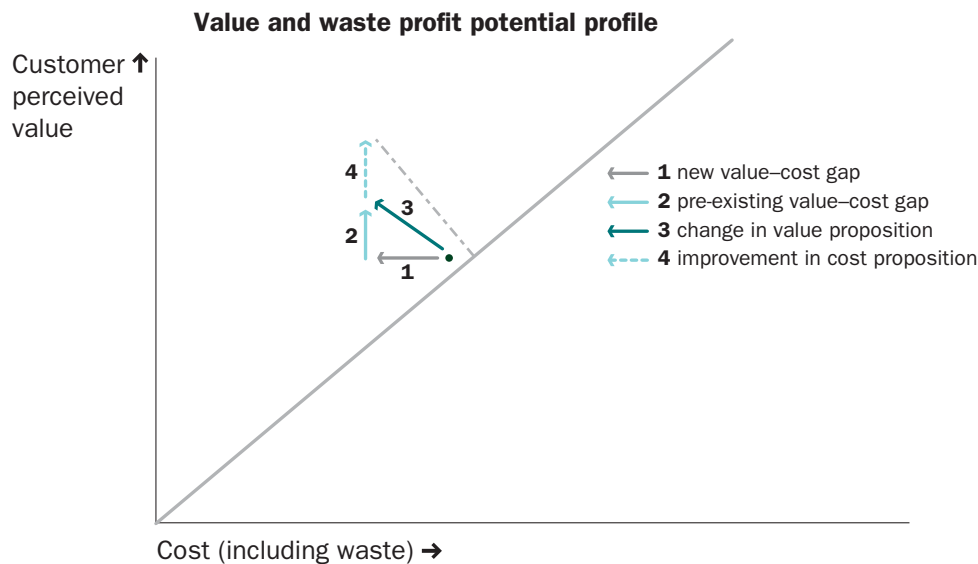 Value and waste profit potential profile
Customer ↑
perceived
value
4
3
2
1
1 new value–cost gap
2 pre-existing value–cost gap
3 change in value proposition
4 improvement in cost proposition
Cost (including waste) →